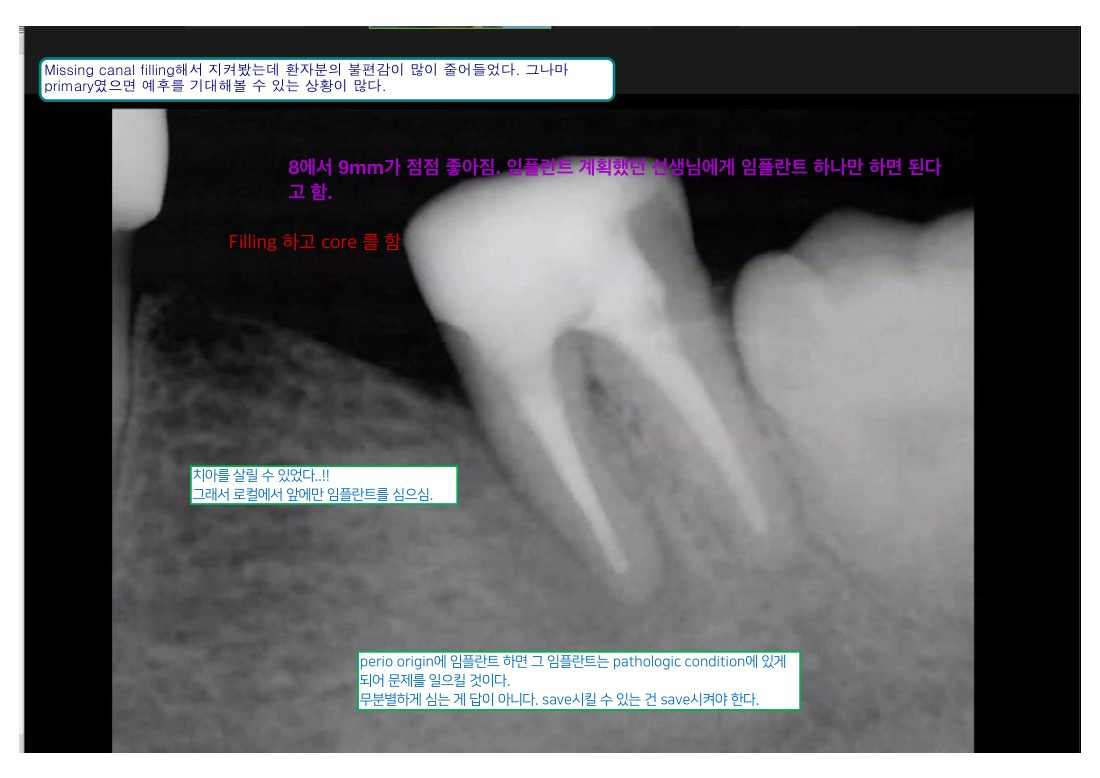 Missing canal filling해서 지켜봤는데 환자분의 불편감이 많이 줄어들었다. 그나마
primary였으면 예후를 기대해볼 수 있는 상황이 많다.
8에서 9mm가 점점 좋아짐. 임플란트 계획했던 선생님에게 임플란트 하나만 하면 된다
고 함.
Filling 하고 core 를 함
치아를 살릴 수 있었다..!!
그래서 로컬에서 앞에만 임플란트를 심으심.
perio origin에 임플란트 하면 그 임플란트는 pathologic condition에 있게
되어 문제를 일으킬 것이다.
무분별하게 심는 게 답이 아니다. save시킬 수 있는 건 save시켜야 한다.